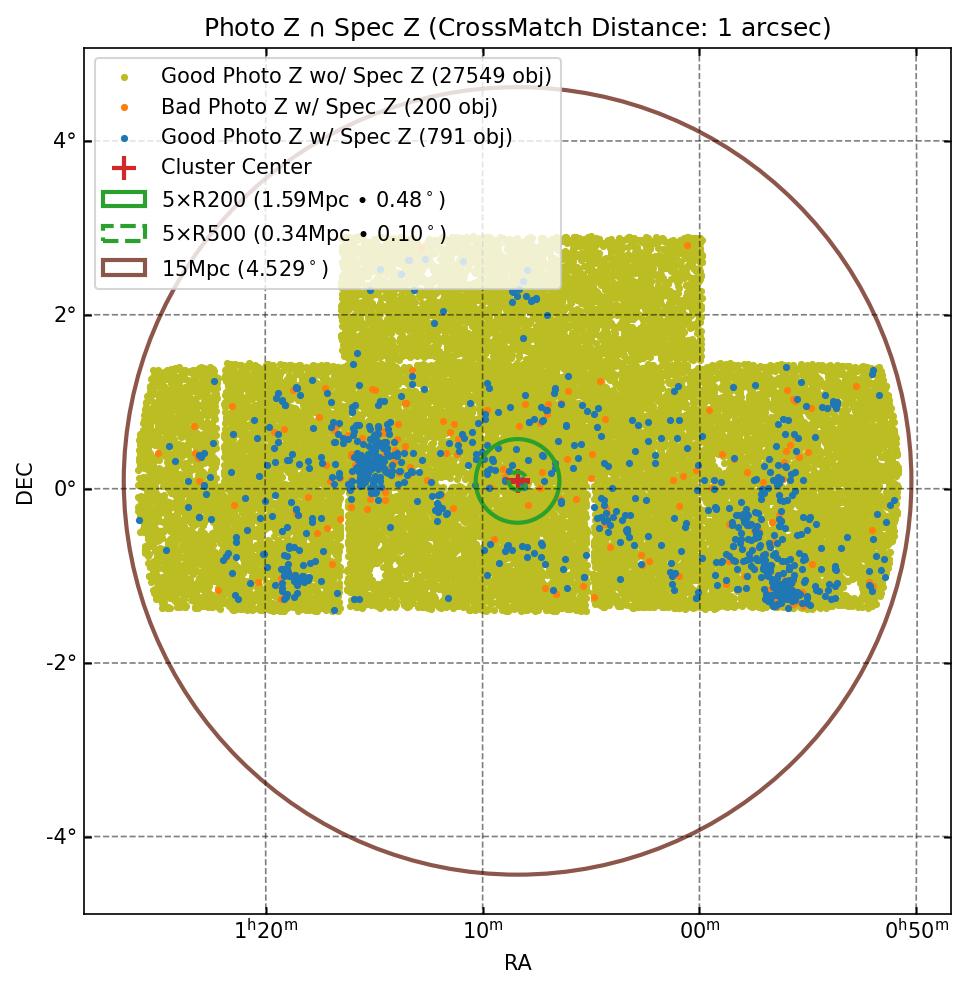 Photo Z ∩ Spec Z (CrossMatch Distance: 1 arcsec)
Good Photo Z wo/ Spec Z (27549 obj)
Bad Photo Z w/ Spec Z (200 obj)
Good Photo Z w/ Spec Z (791 obj)
Cluster Center
5×R200 (1.59Mpc • 0.48°)
5×R500 (0.34Mpc • 0.10°)
15Mpc (4.529°)
4°
2°
0°
-2°
-4°
DEC
1ʰ20ᵐ 10ᵐ 00ᵐ 0ʰ50ᵐ
RA